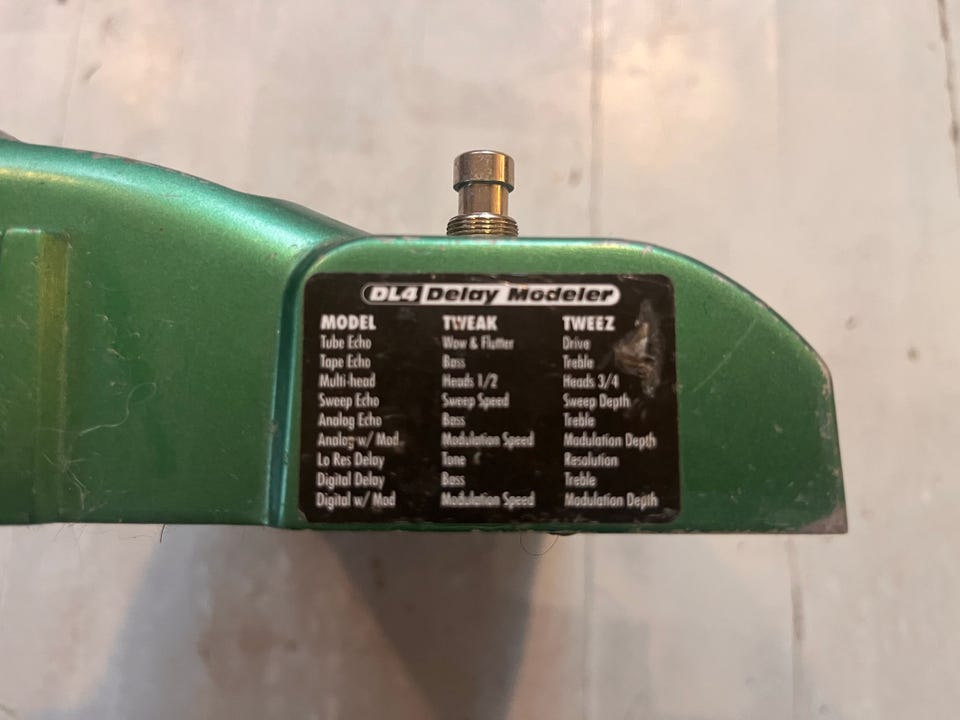 DL4 Delay Modeler
MODEL TWEAK TWEEZ
Tube Echo Wow & Flutter Drive
Tape Echo Bass Treble
Multi-head Heads 1/2 Heads 3/4
Sweep Echo Sweep Speed Sweep Depth
Analog Echo Bass Treble
Analog w/ Mod Modulation Speed Modulation Depth
Lo Res Delay Tone Resolution
Digital Delay Bass Treble
Digital w/ Mod Modulation Speed Modulation Depth